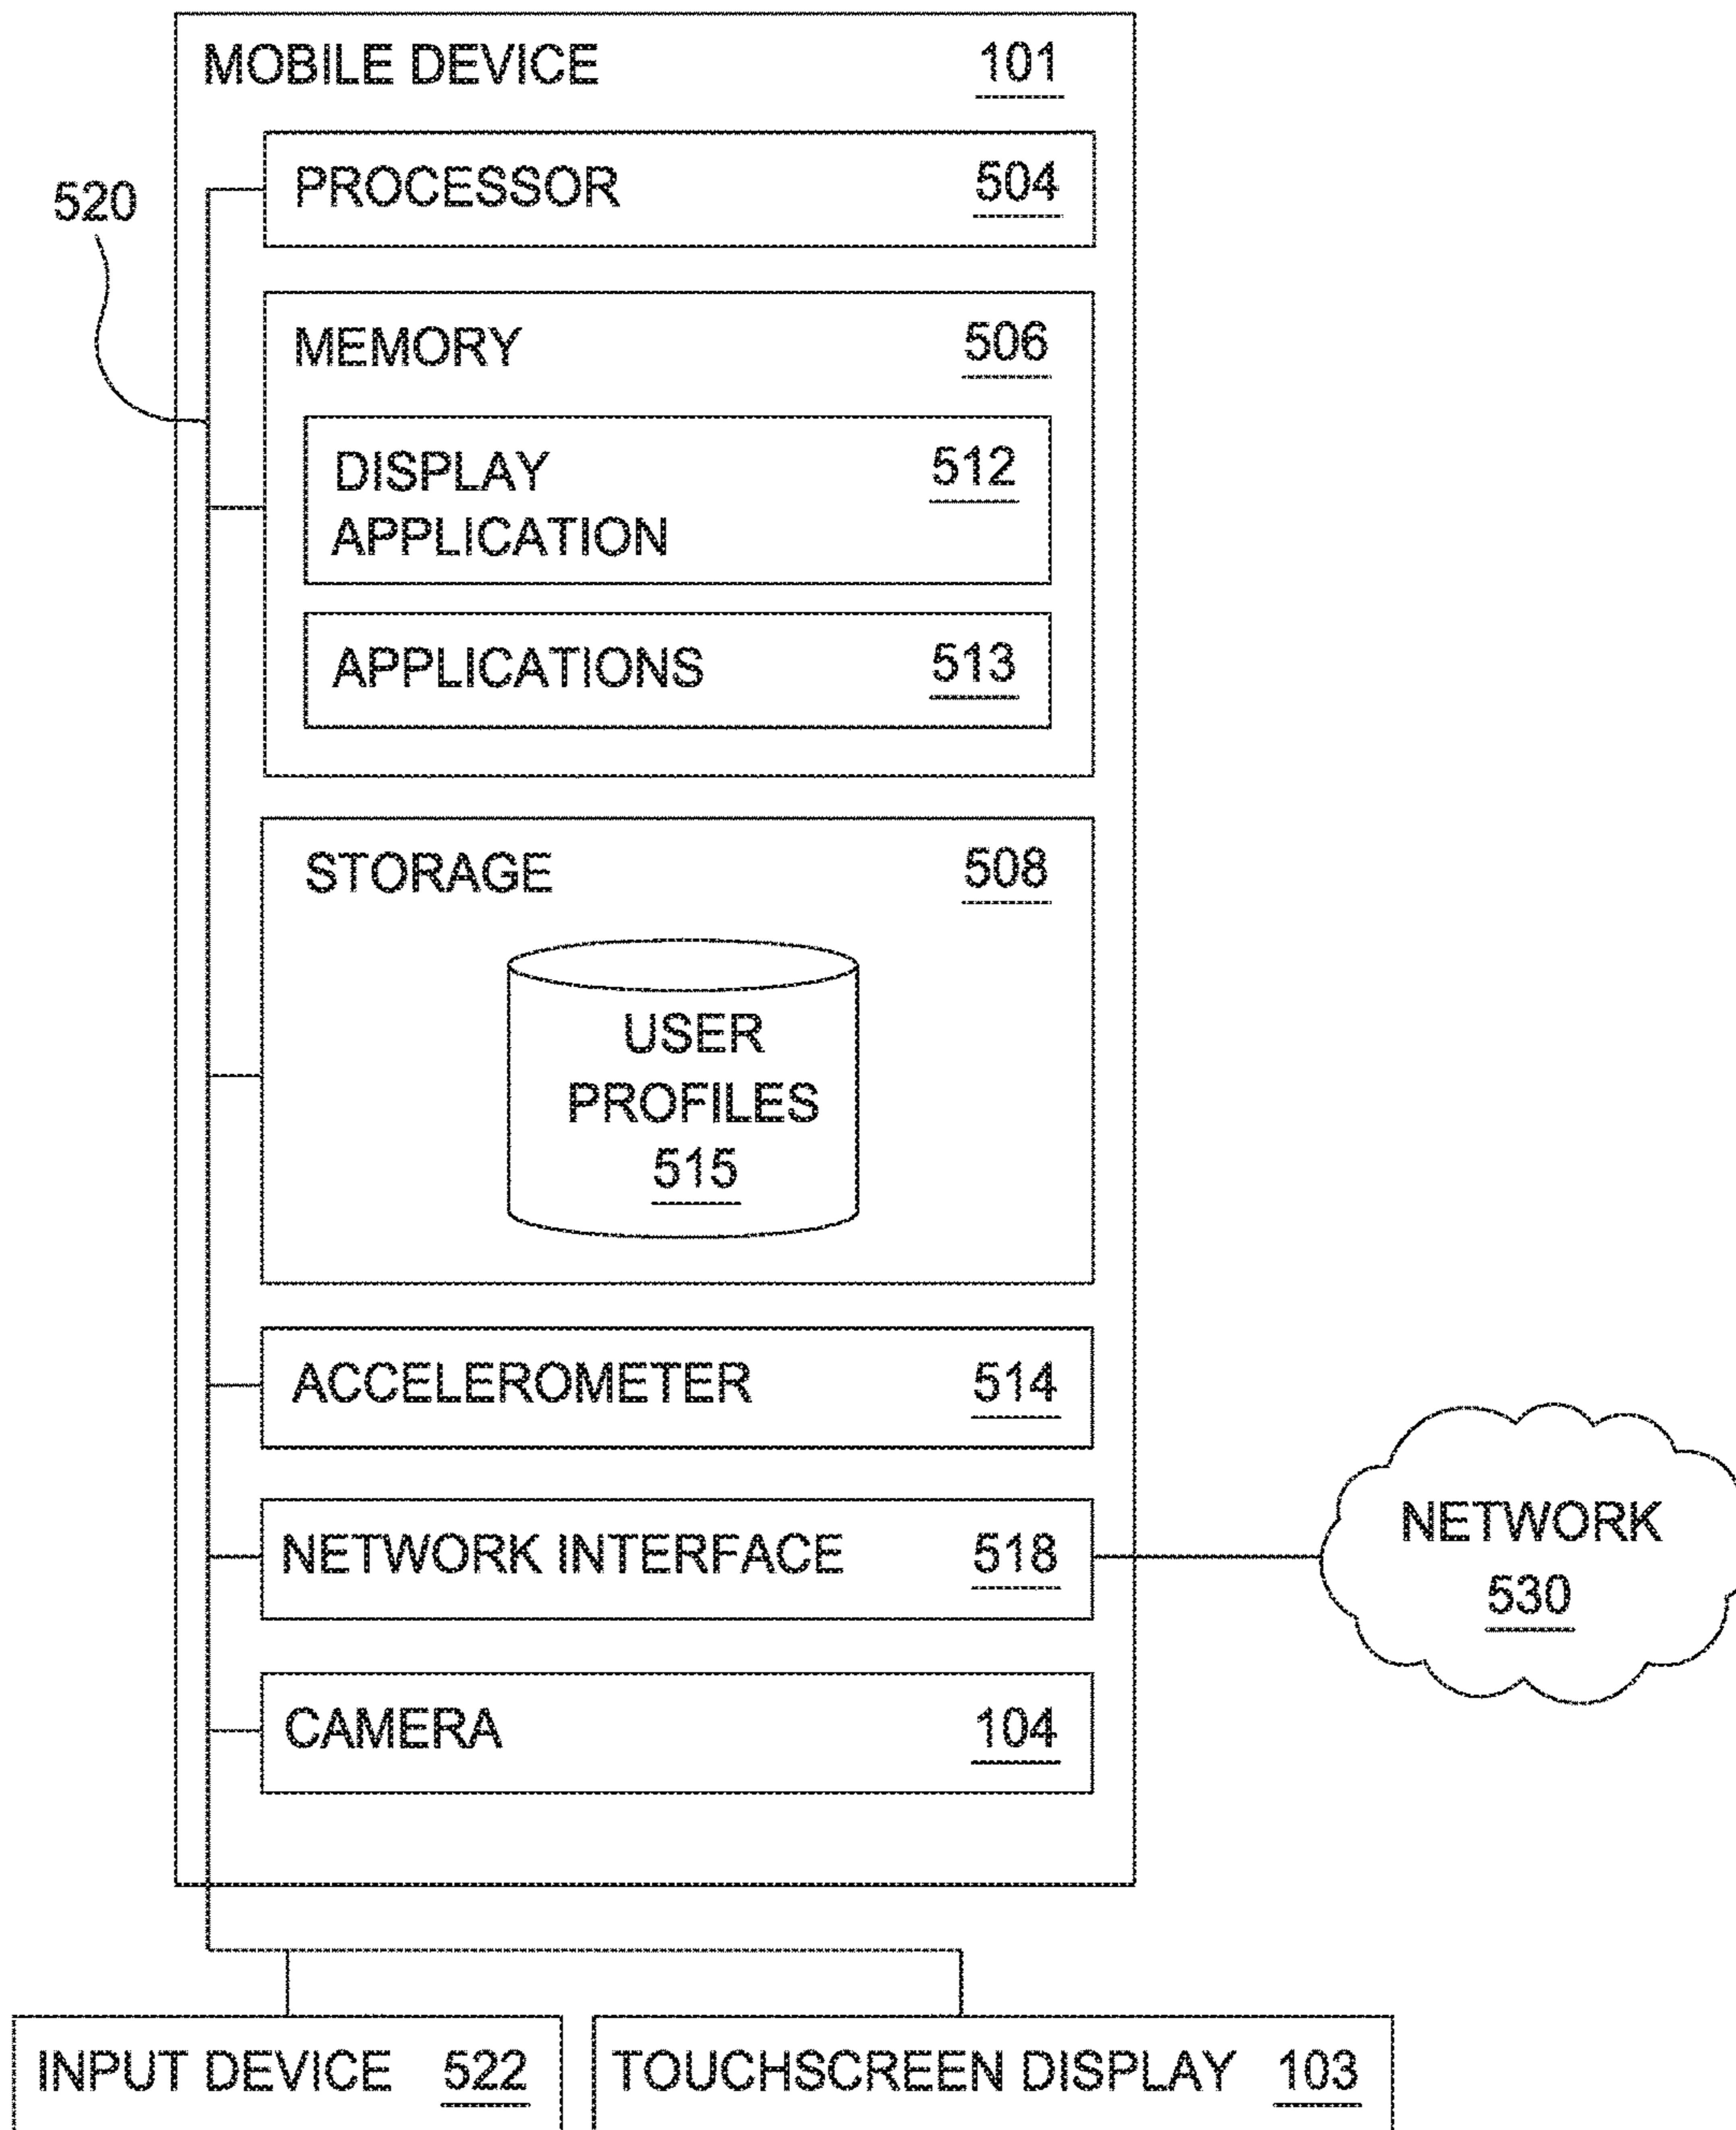 MOBILE DEVICE 101
PROCESSOR 504
520
MEMORY 506
DISPLAY 512
APPLICATION
APPLICATIONS 513
STORAGE 508
USER
PROFILES
515
ACCELEROMETER 514
NETWORK INTERFACE 518
NETWORK
530
CAMERA 104
INPUT DEVICE 522
TOUCHSCREEN DISPLAY 103